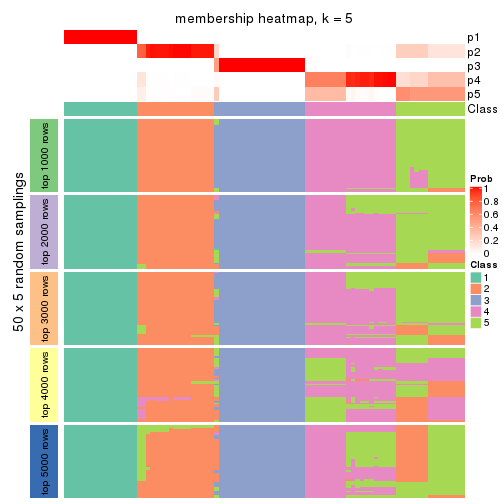 membership heatmap, k = 5
p1
p2
p3
p4
p5
Class
50 x 5 random samplings
top 1000 rows
top 2000 rows
top 3000 rows
top 4000 rows
top 5000 rows
Prob
1
0.8
0.6
0.4
0.2
0
Class
1
2
3
4
5